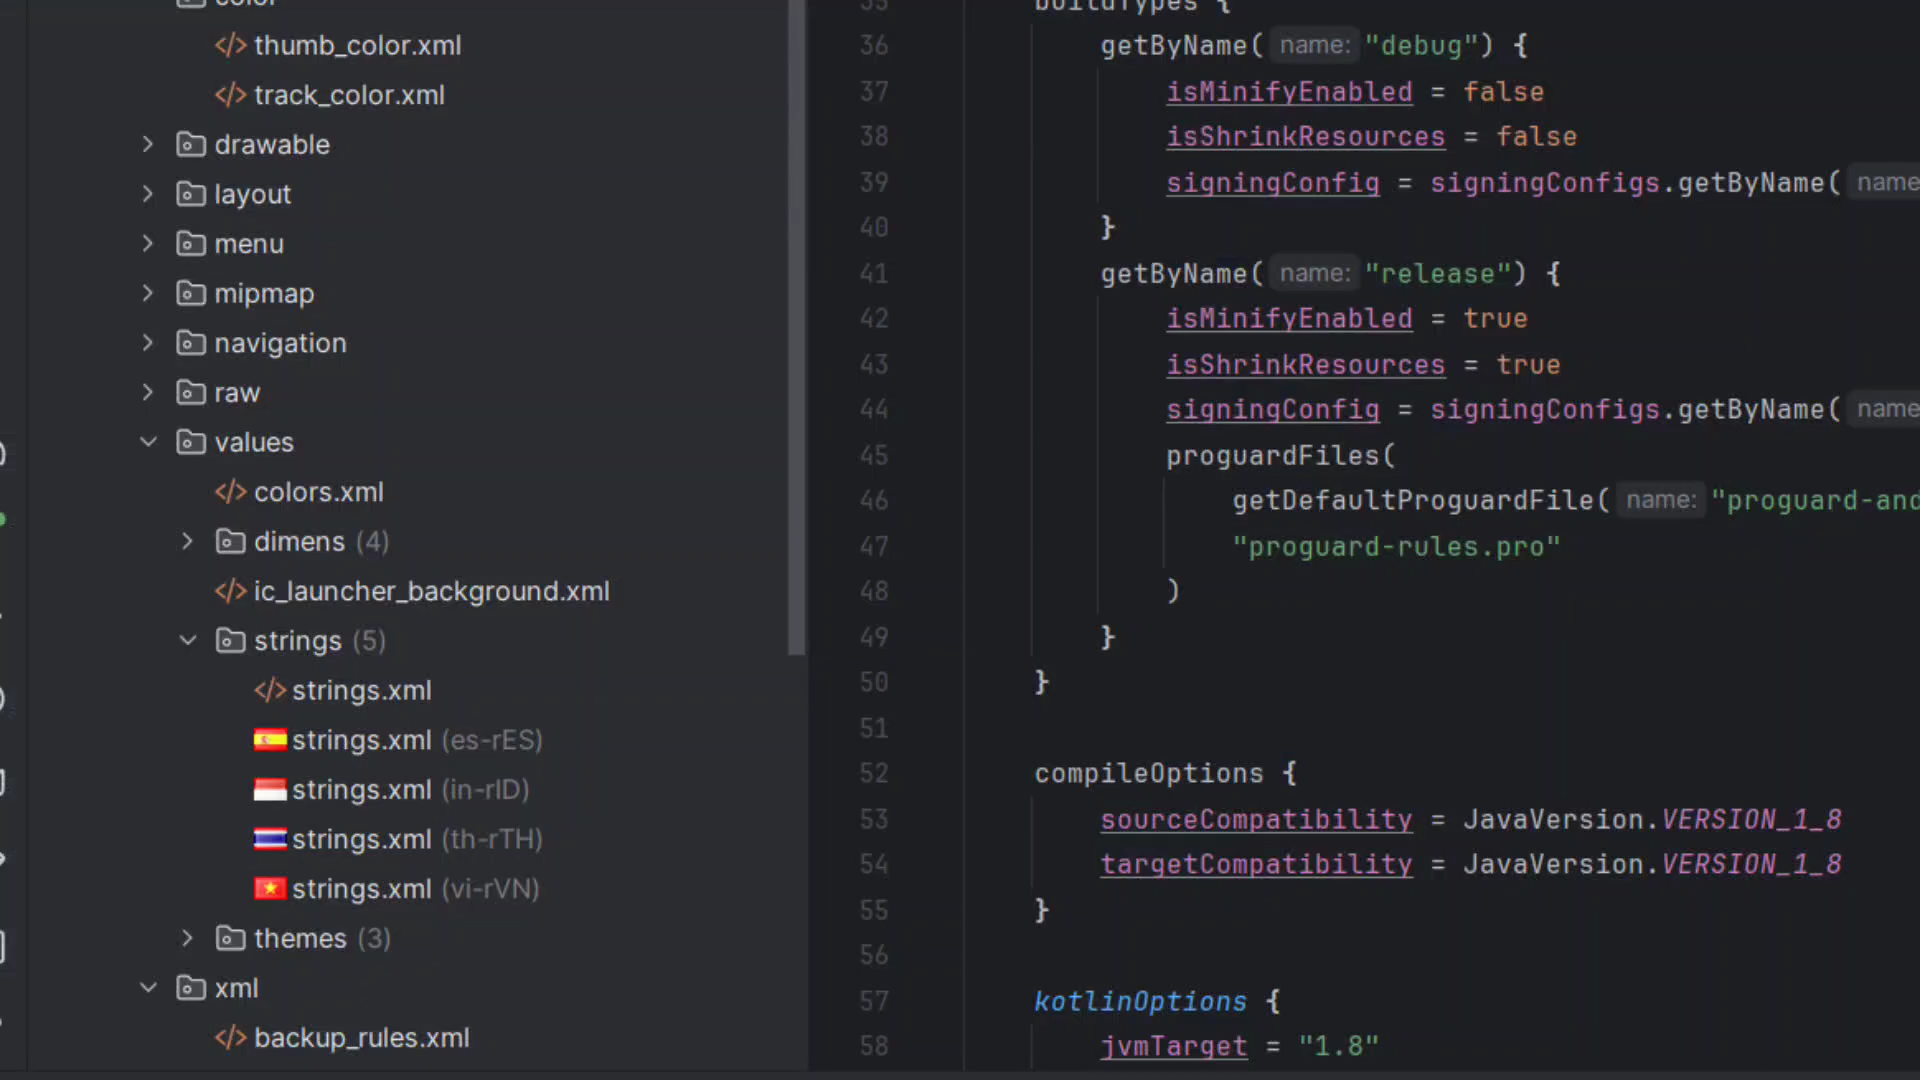 color
thumb_color.xml
track_color.xml
drawable
layout
menu
mipmap
navigation
raw
values
colors.xml
dimens (4)
ic_launcher_background.xml
strings (5)
strings.xml
strings.xml (es-rES)
strings.xml (in-rID)
strings.xml (th-rTH)
strings.xml (vi-rVN)
themes (3)
xml
backup_rules.xml
35 buildTypes {
36 getByName( name: "debug") {
37 isMinifyEnabled = false
38 isShrinkResources = false
39 signingConfig = signingConfigs.getByName( name
40 }
41 getByName( name: "release") {
42 isMinifyEnabled = true
43 isShrinkResources = true
44 signingConfig = signingConfigs.getByName( name
45 proguardFiles(
46 getDefaultProguardFile( name: "proguard-and
47 "proguard-rules.pro"
48 )
49 }
50 }
51
52 compileOptions {
53 sourceCompatibility = JavaVersion.VERSION_1_8
54 targetCompatibility = JavaVersion.VERSION_1_8
55 }
56
57 kotlinOptions {
58 jvmTarget = "1.8"